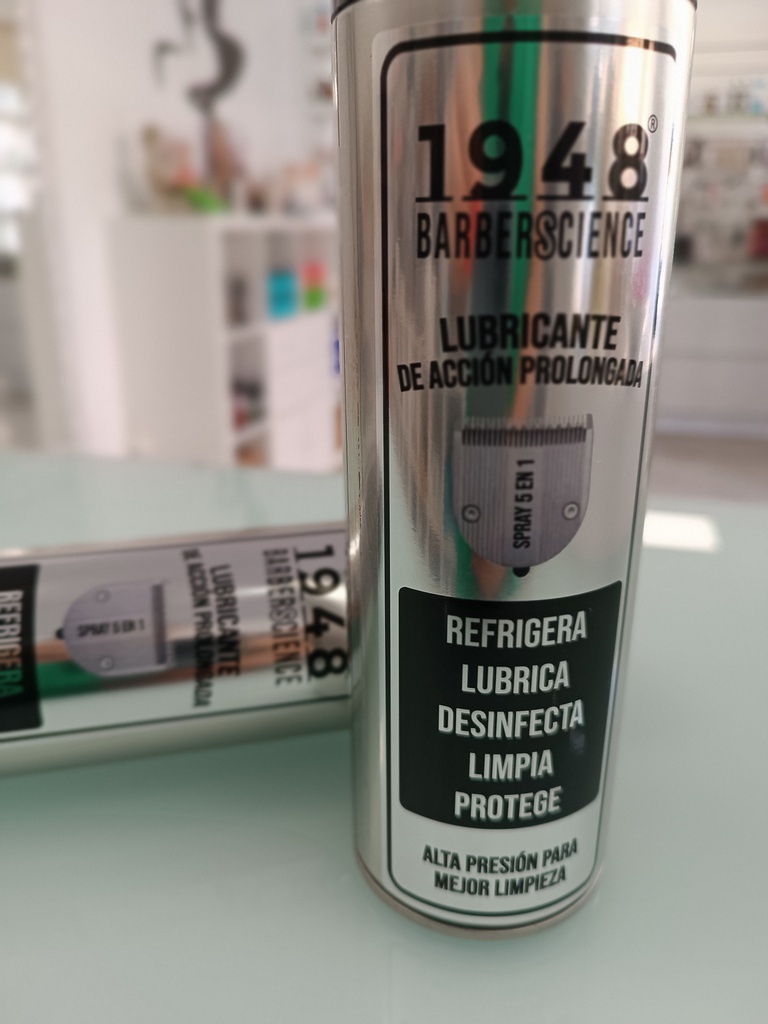 1948®
BARBERSCIENCE
LUBRICANTE
DE ACCIÓN PROLONGADA
SPRAY 5 EN 1
REFRIGERA
LUBRICA
DESINFECTA
LIMPIA
PROTEGE
ALTA PRESIÓN PARA
MEJOR LIMPIEZA
1948
BARBERSCIENCE
LUBRICANTE
DE ACCIÓN PROLONGADA
SPRAY 5 EN 1
REFRIGERA